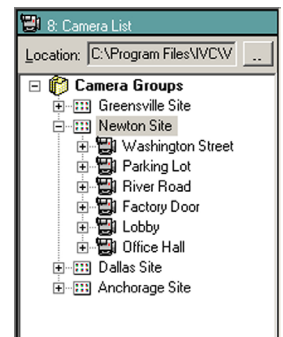 8: Camera List
Location: C:\Program Files\IVC\V ..
Camera Groups
Greensville Site
Newton Site
Washington Street
Parking Lot
River Road
Factory Door
Lobby
Office Hall
Dallas Site
Anchorage Site